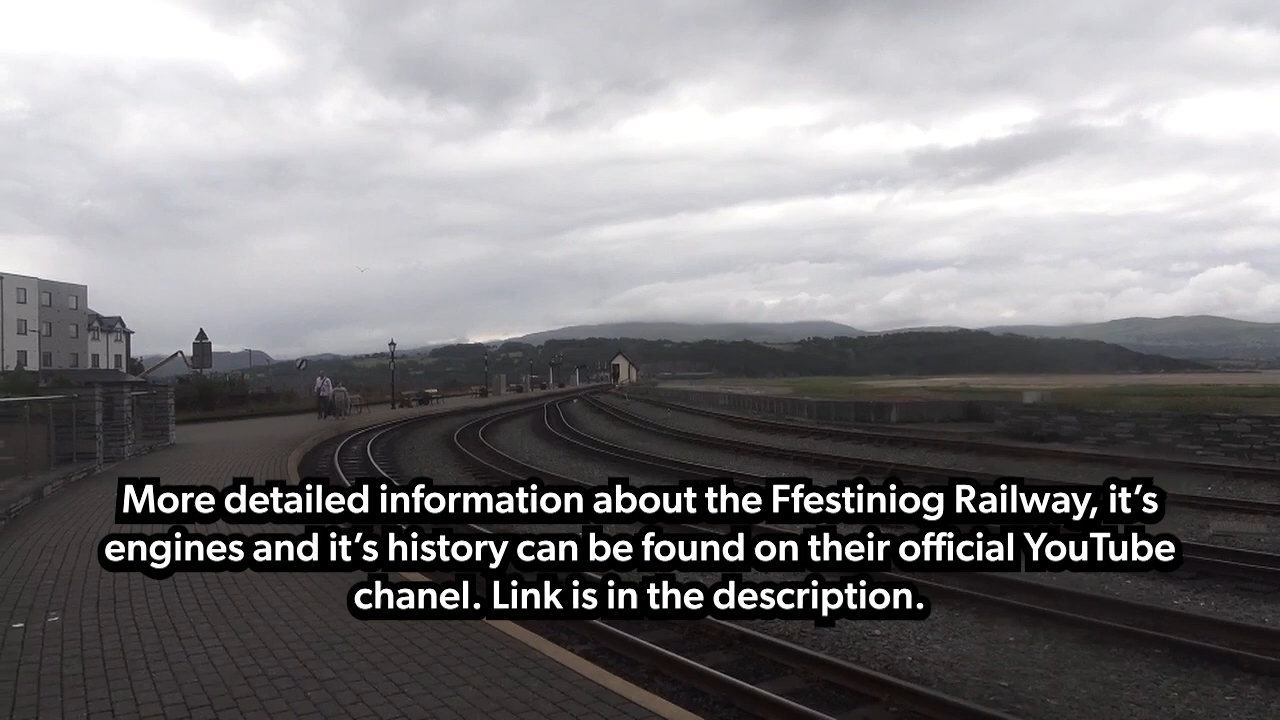 More detailed information about the Ffestiniog Railway, it’s
engines and it’s history can be found on their official YouTube
chanel. Link is in the description.